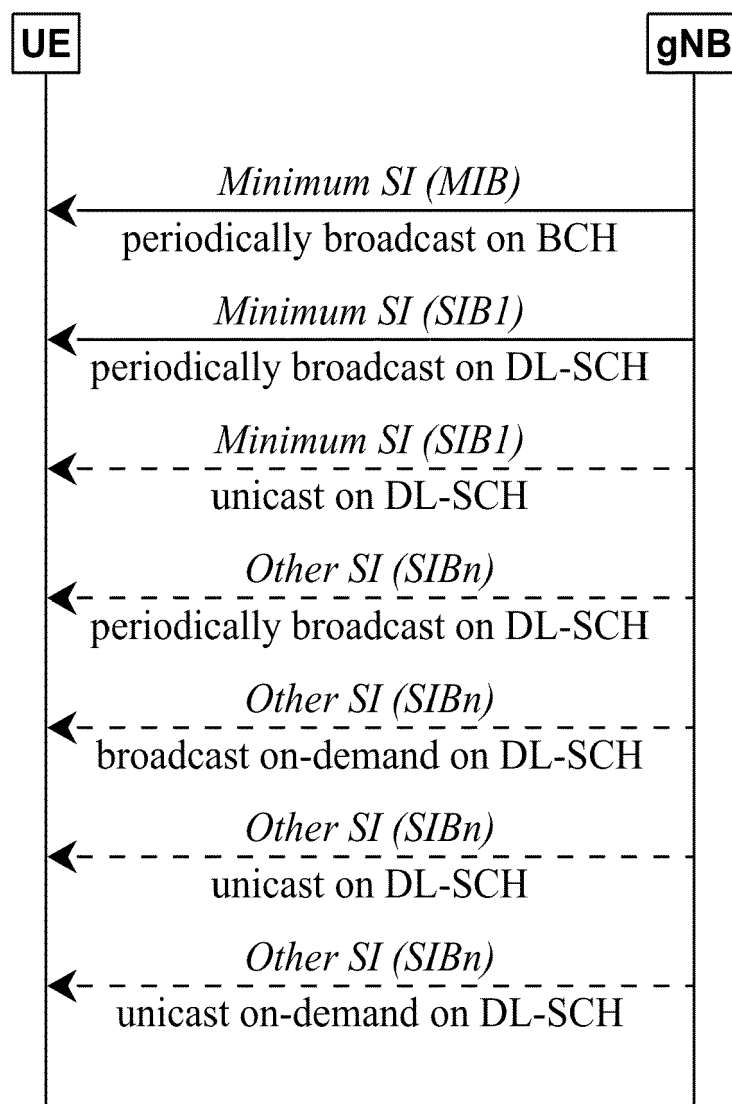 UE
gNB
Minimum SI (MIB)
periodically broadcast on BCH
Minimum SI (SIB1)
periodically broadcast on DL-SCH
Minimum SI (SIB1)
unicast on DL-SCH
Other SI (SIBn)
periodically broadcast on DL-SCH
Other SI (SIBn)
broadcast on-demand on DL-SCH
Other SI (SIBn)
unicast on DL-SCH
Other SI (SIBn)
unicast on-demand on DL-SCH